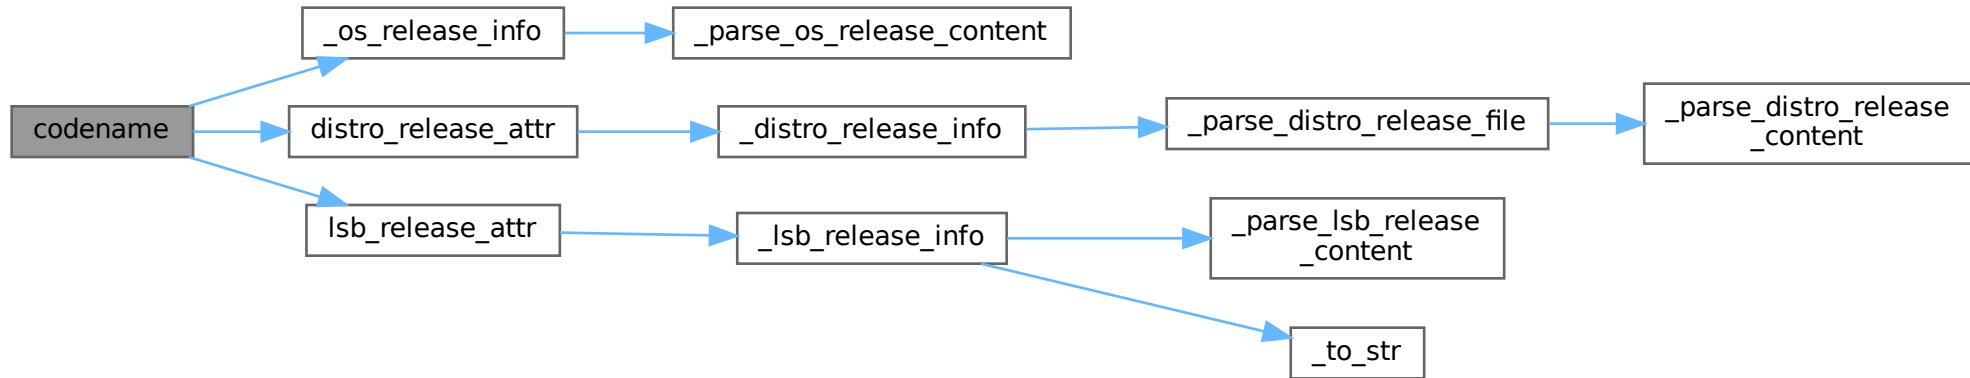 _os_release_info
_parse_os_release_content
codename
distro_release_attr
_distro_release_info
_parse_distro_release_file
_parse_distro_release
_content
lsb_release_attr
_lsb_release_info
_parse_lsb_release
_content
_to_str